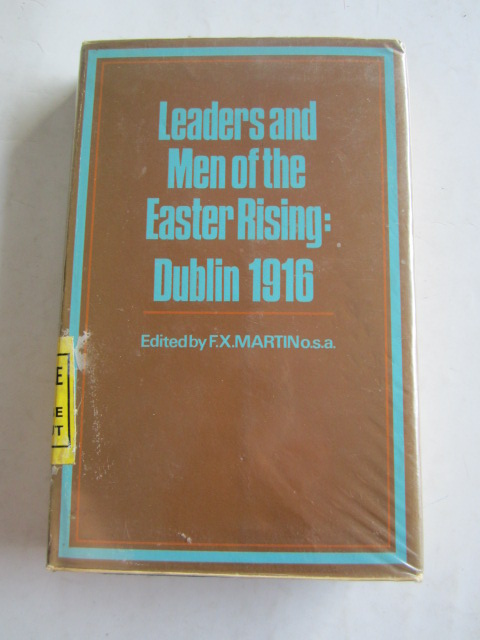 Leaders and
Men of the
Easter Rising:
Dublin 1916
Edited by F.X.MARTIN o.s.a.